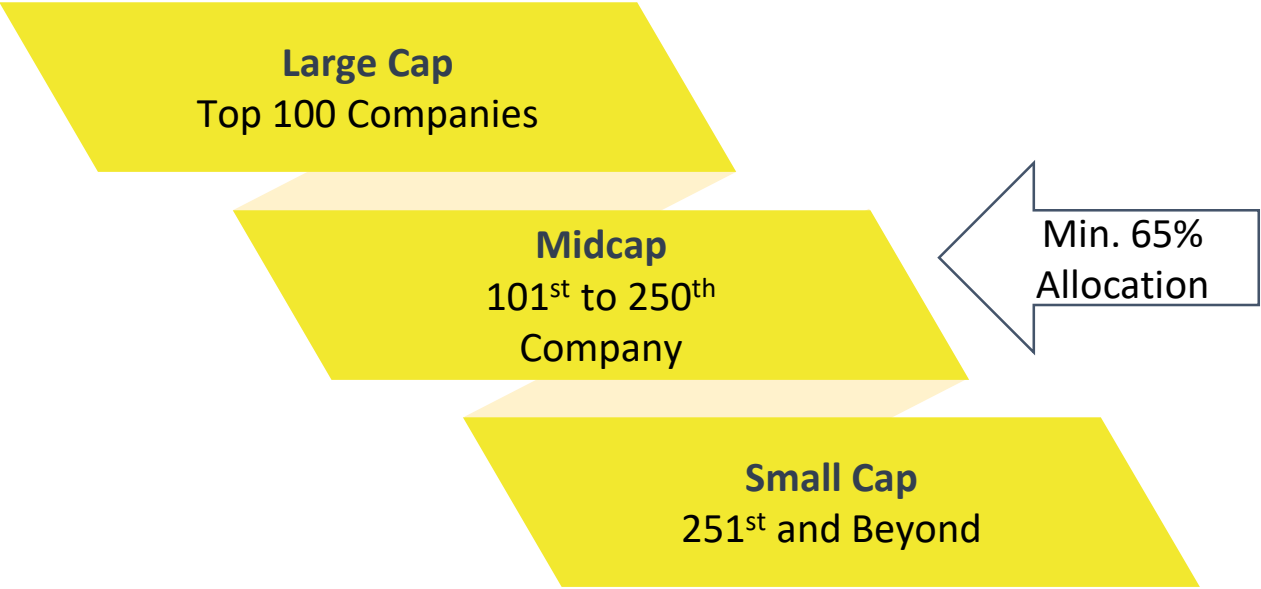 Large Cap
Top 100 Companies
Midcap
101st to 250th
Company
Min. 65%
Allocation
Small Cap
251st and Beyond